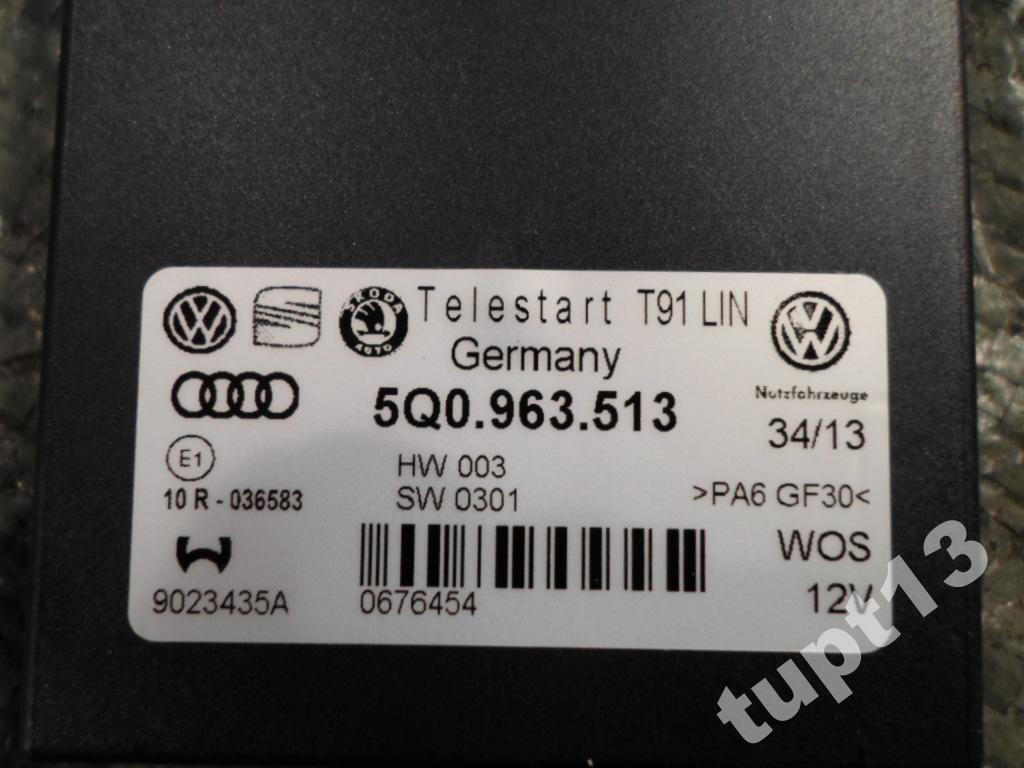 Telestart T91 LIN
Germany
5Q0.963.513
Nutzfahrzeuge
34/13
ŠKODA
AUTO
E1
10 R - 036583
HW 003
SW 0301
>PA6 GF30<
WOS
12V
9023435A
0676454
tupt13